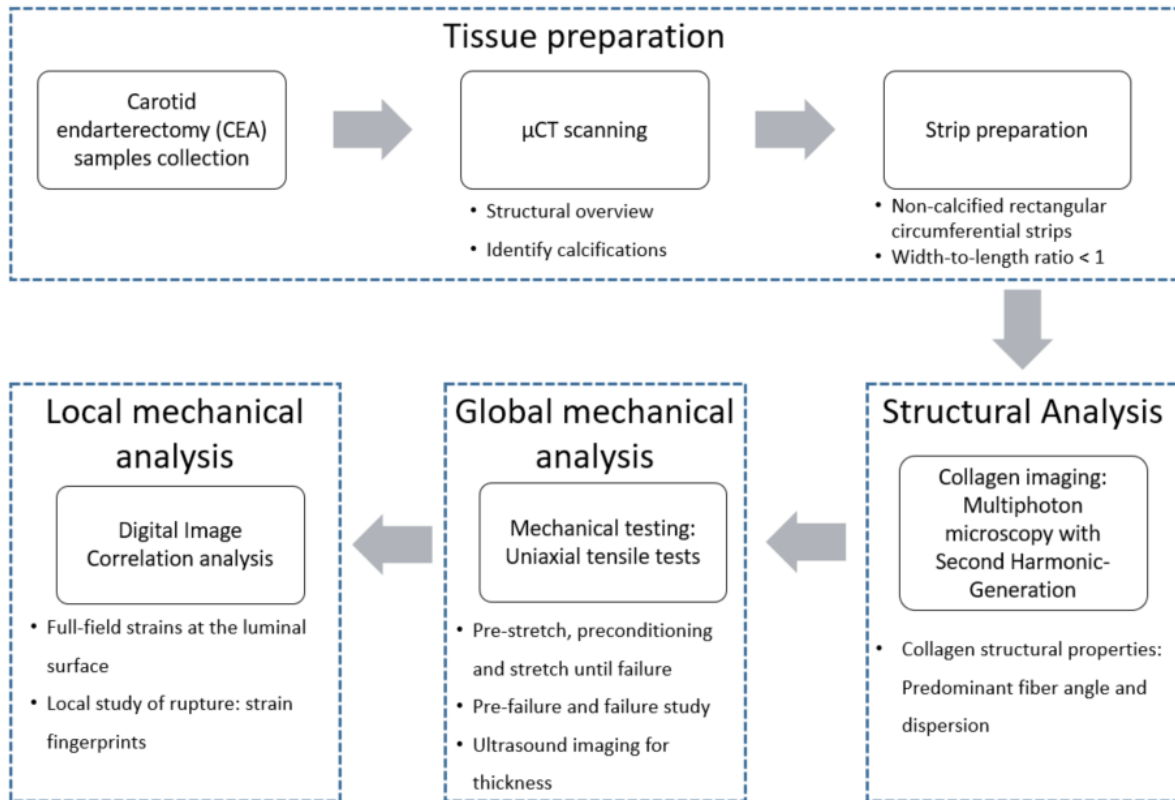 Tissue preparation
Carotid
endarterectomy (CEA)
samples collection
μCT scanning
• Structural overview
• Identify calcifications
Strip preparation
• Non-calcified rectangular
circumferential strips
• Width-to-length ratio < 1
Structural Analysis
Collagen imaging:
Multiphoton
microscopy with
Second Harmonic-
Generation
• Collagen structural properties:
Predominant fiber angle and
dispersion
Global mechanical
analysis
Mechanical testing:
Uniaxial tensile tests
• Pre-stretch, preconditioning
and stretch until failure
• Pre-failure and failure study
• Ultrasound imaging for
thickness
Local mechanical
analysis
Digital Image
Correlation analysis
• Full-field strains at the luminal
surface
• Local study of rupture: strain
fingerprints